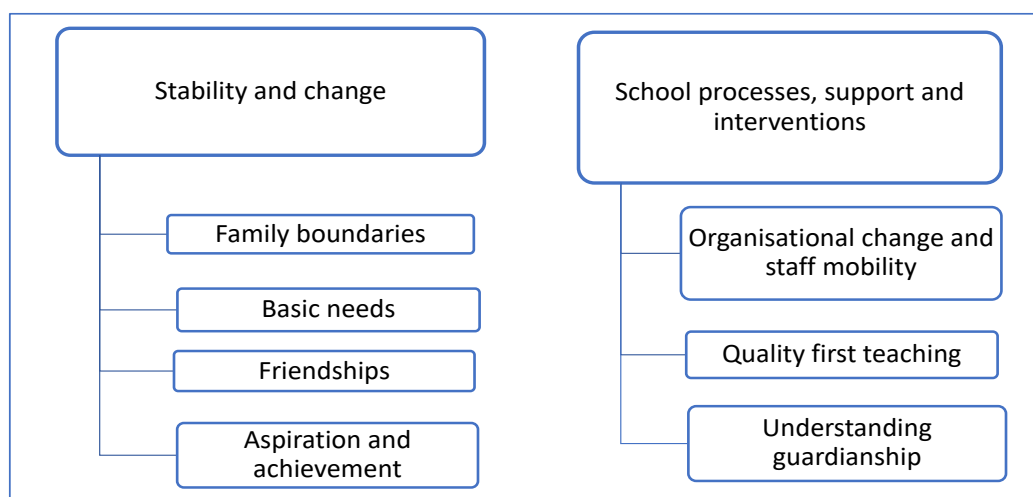 Stability and change
Family boundaries
Basic needs
Friendships
Aspiration and
achievement
School processes, support and
interventions
Organisational change and
staff mobility
Quality first teaching
Understanding
guardianship